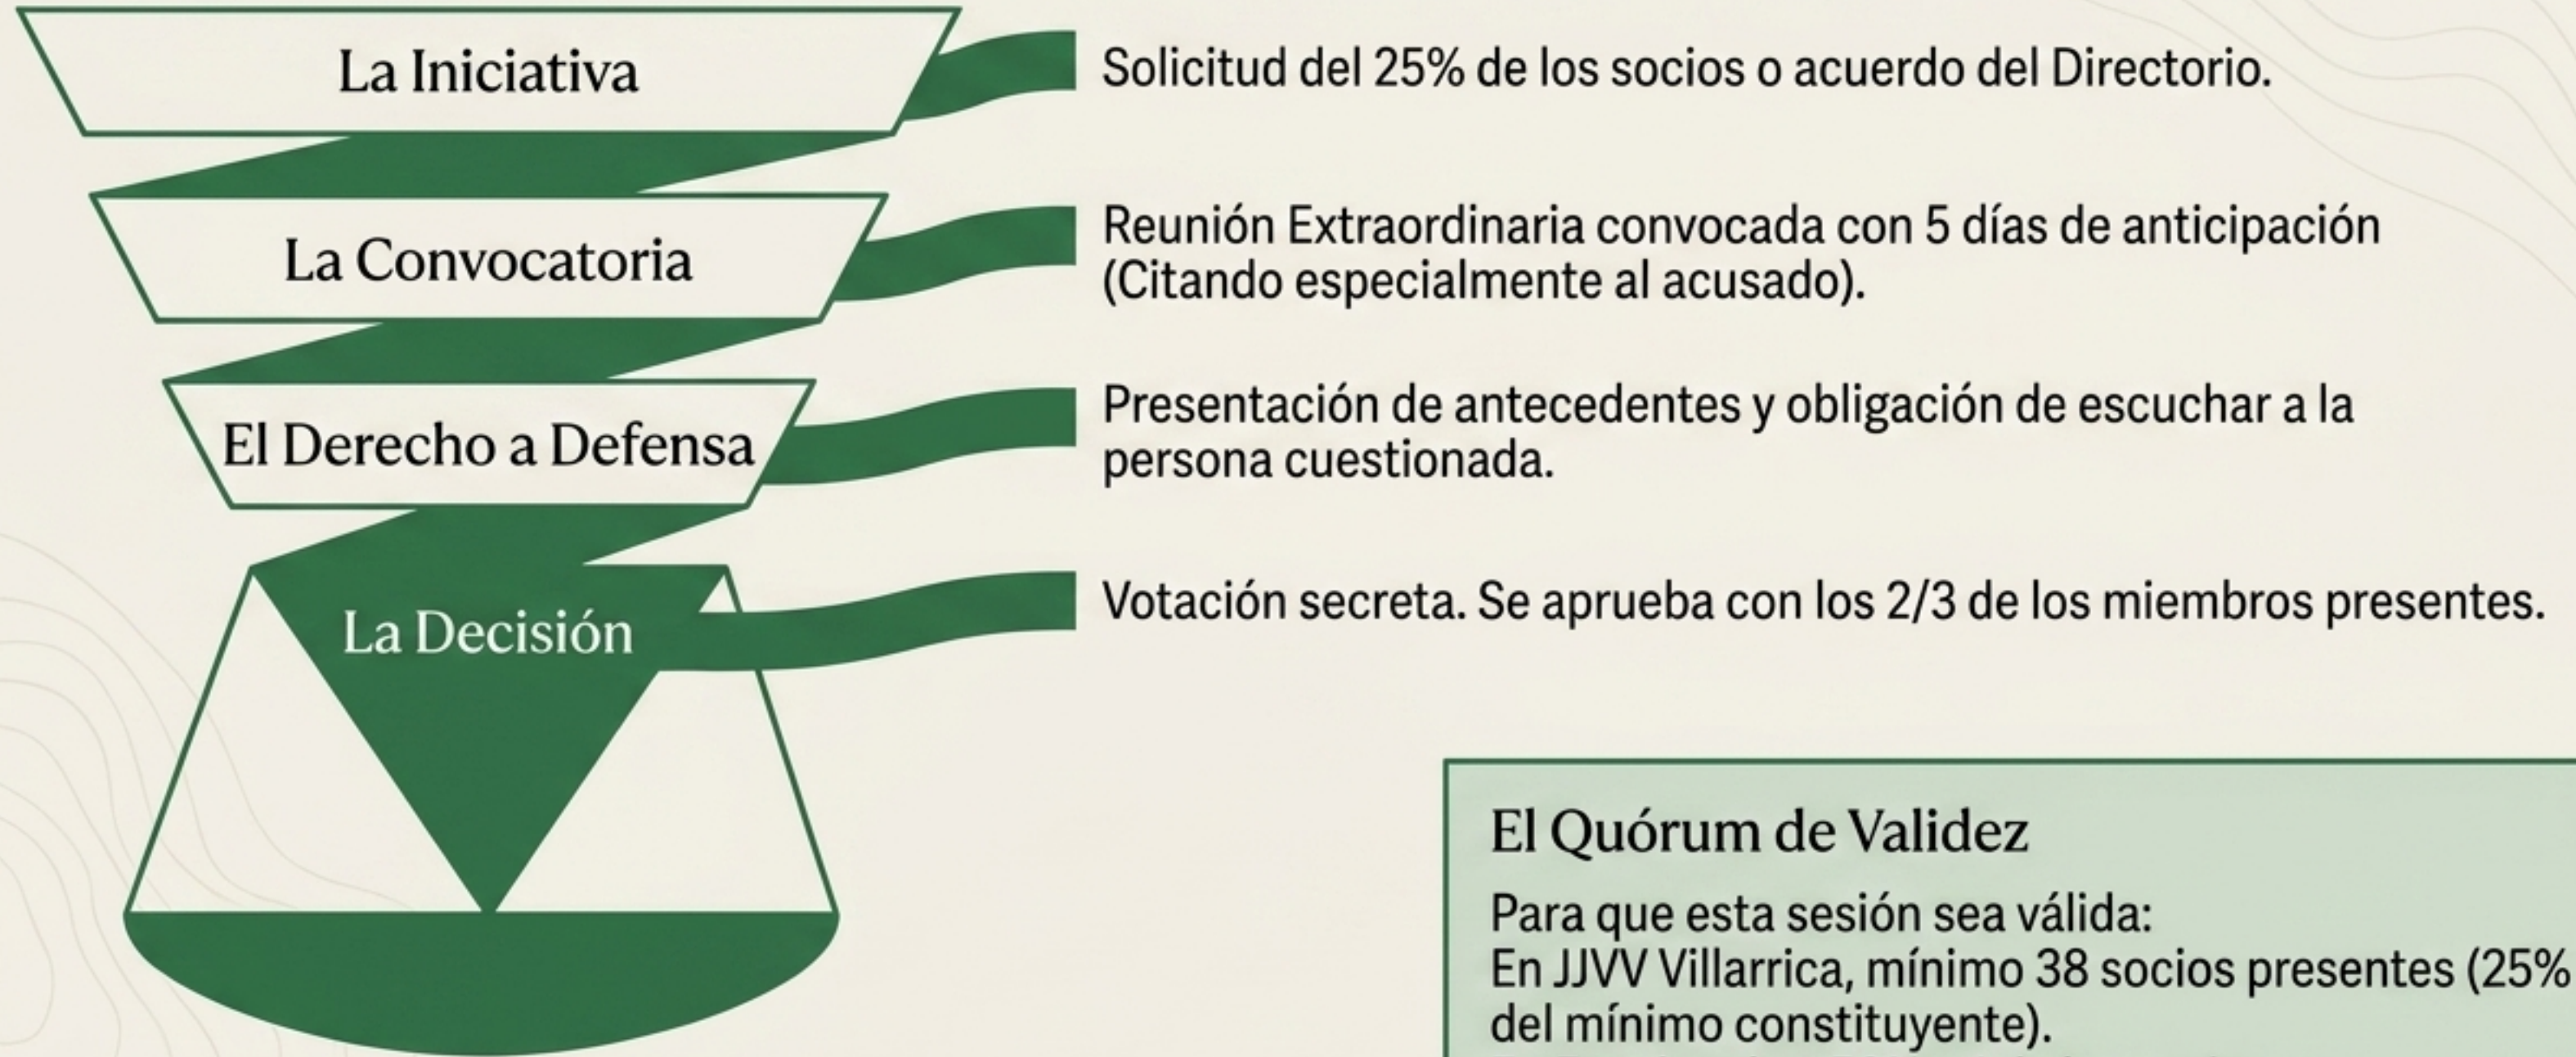 La Iniciativa
Solicitud del 25% de los socios o acuerdo del Directorio.
La Convocatoria
Reunión Extraordinaria convocada con 5 días de anticipación
(Citando especialmente al acusado).
El Derecho a Defensa
Presentación de antecedentes y obligación de escuchar a la
persona cuestionada.
La Decisión
Votación secreta. Se aprueba con los 2/3 de los miembros presentes.
El Quórum de Validez
Para que esta sesión sea válida:
En JJVV Villarrica, mínimo 38 socios presentes (25%
del mínimo constituyente).